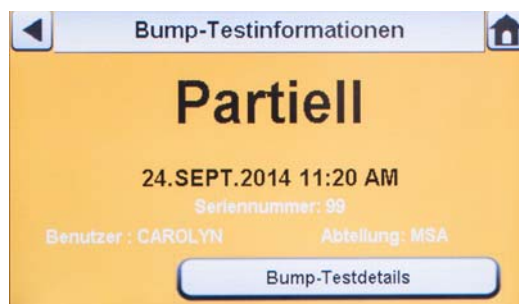 Bump-Testinformationen
Partiell
24.SEPT.2014 11:20 AM
Seriennummer: 99
Benutzer : CAROLYN Abteilung: MSA
Bump-Testdetails